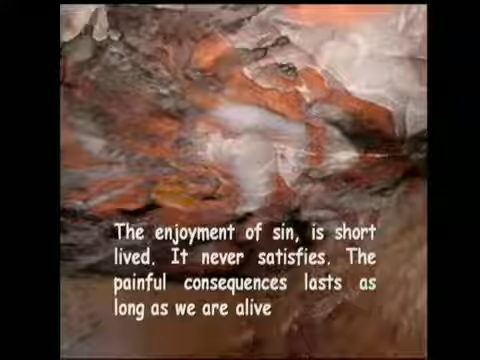 The enjoyment of sin, is short
lived. It never satisfies. The
painful consequences lasts as
long as we are alive